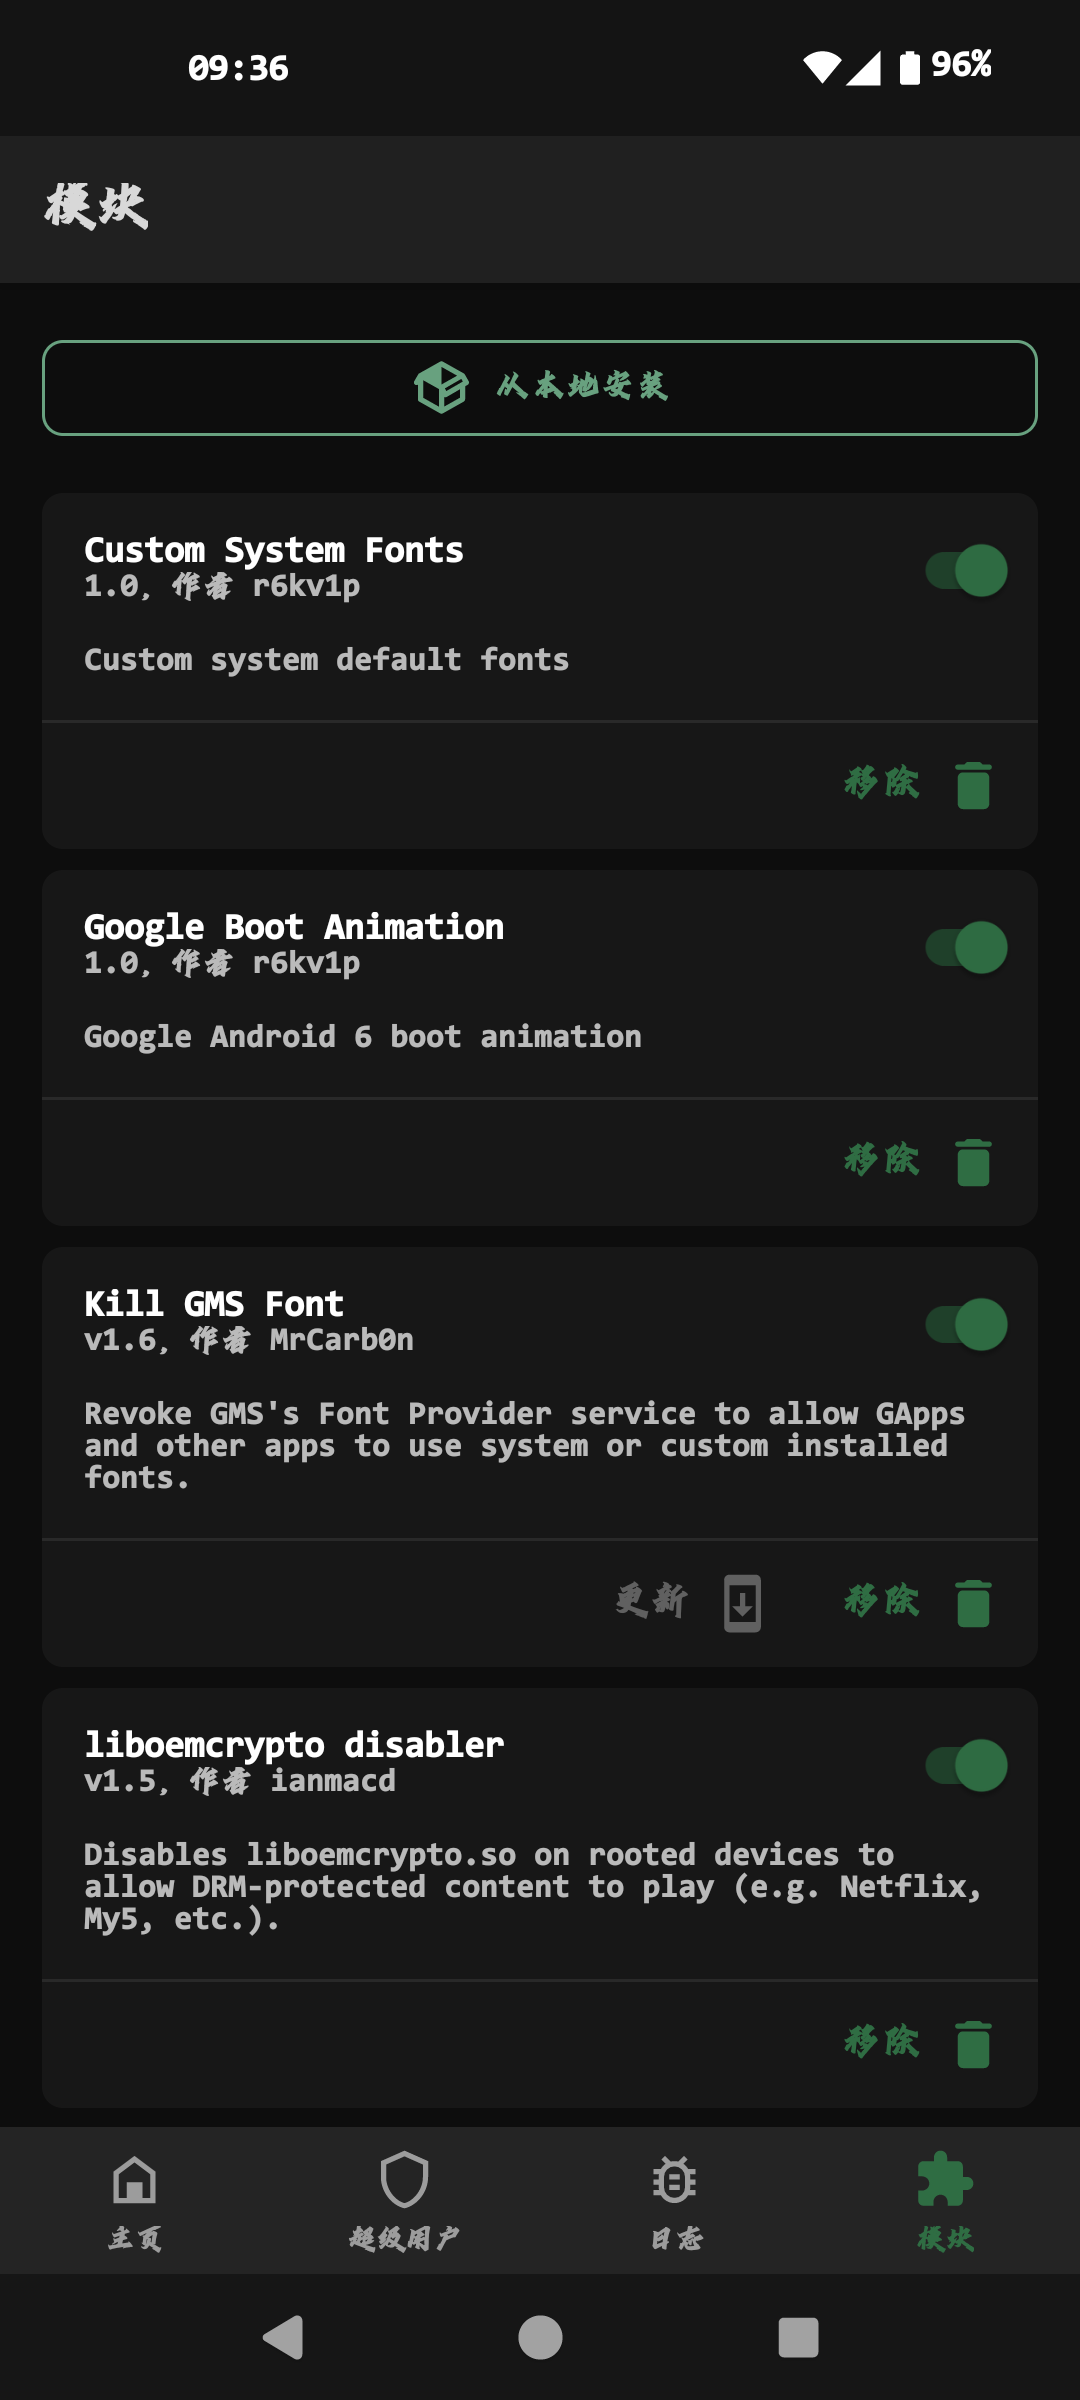 09:36
96%
模块
从本地安装
Custom System Fonts
1.0, 作者 r6kv1p
Custom system default fonts
移除
Google Boot Animation
1.0, 作者 r6kv1p
Google Android 6 boot animation
移除
Kill GMS Font
v1.6, 作者 MrCarb0n
Revoke GMS's Font Provider service to allow GApps
and other apps to use system or custom installed
fonts.
更新 移除
liboemcrypto disabler
v1.5, 作者 ianmacd
Disables liboemcrypto.so on rooted devices to
allow DRM-protected content to play (e.g. Netflix,
My5, etc.).
移除
主页 超级用户 日志 模块